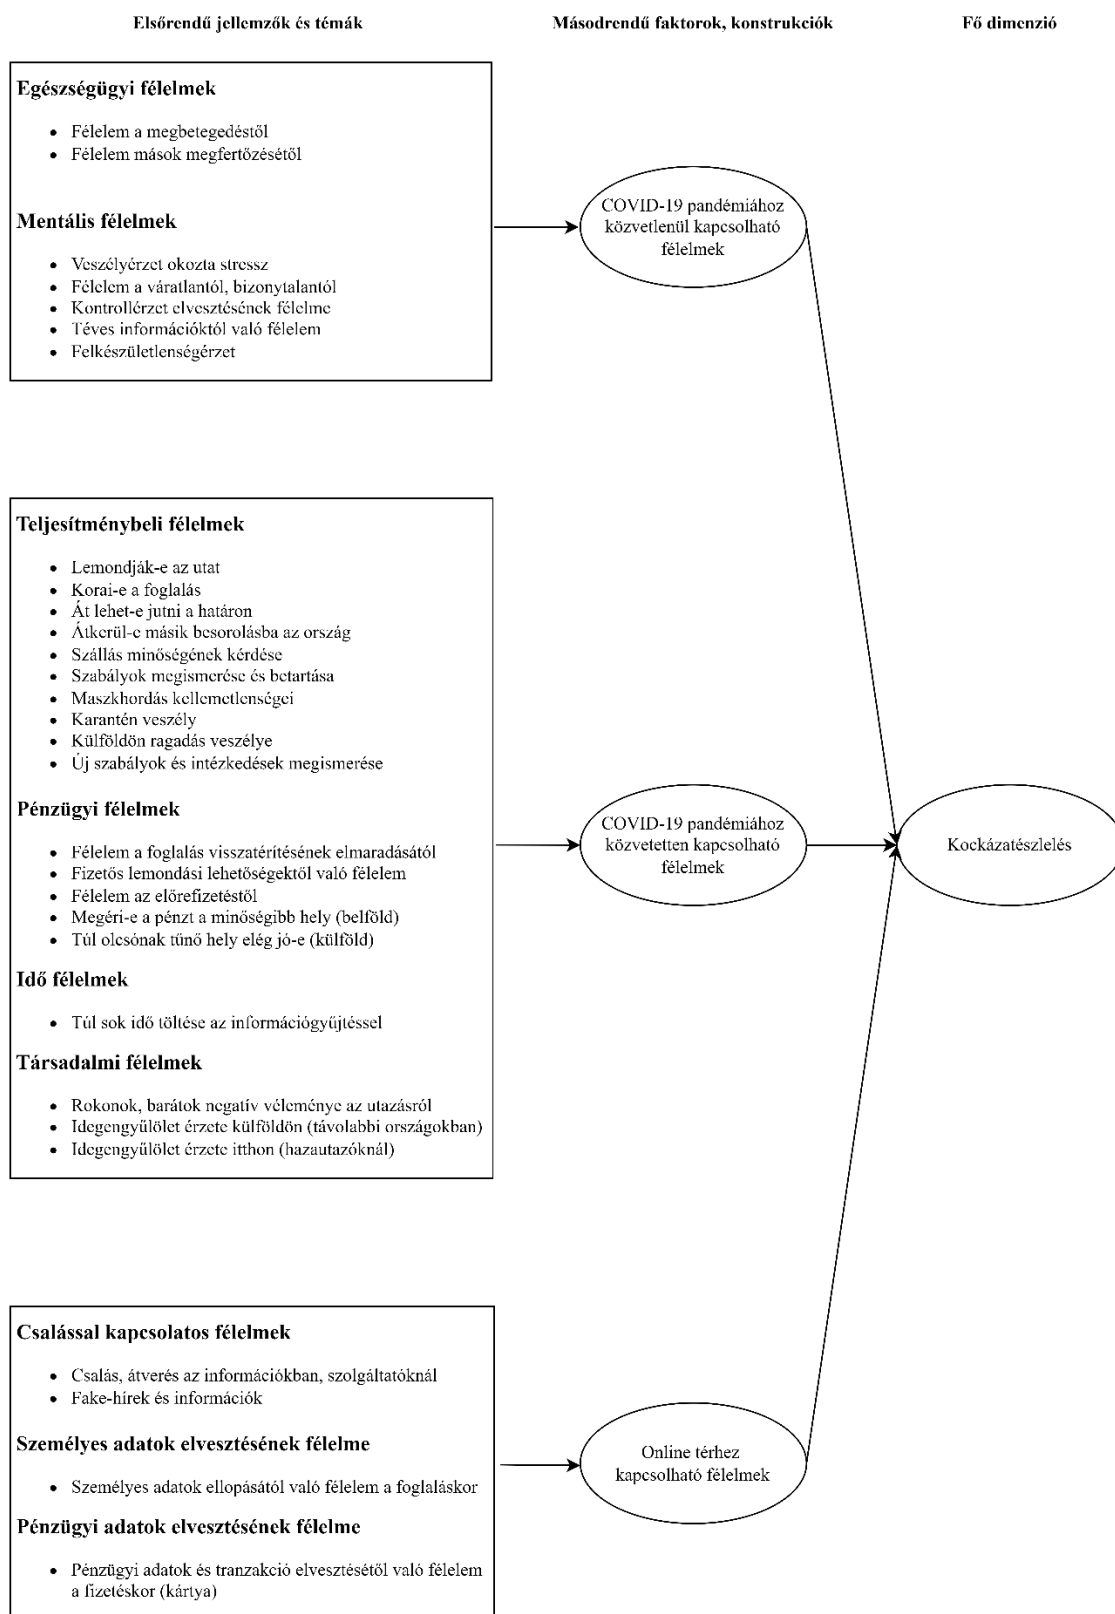 Elsőrendű jellemzők és témák
Másodrendű faktorok, konstrukciók
Fő dimenzió
Egészségügyi félelmek
• Félelem a megbetegedéstől
• Félelem mások megfertőzésétől
Mentális félelmek
• Veszélyérzet okozta stressz
• Félelem a váratlantól, bizonytalantól
• Kontrollérzet elvesztésének félelme
• Téves információktól való félelem
• Felkészületlenségérzet
COVID-19 pandémiához
közvetlenül kapcsolható
félelmek
Teljesítménybeli félelmek
• Lemondják-e az utat
• Korai-e a foglalás
• Át lehet-e jutni a határon
• Átkerül-e másik besorolásba az ország
• Szállás minőségének kérdése
• Szabályok megismerése és betartása
• Maszkhordás kellemetlenségei
• Karantén veszély
• Külföldön ragadás veszélye
• Új szabályok és intézkedések megismerése
Pénzügyi félelmek
• Félelem a foglalás visszatérítésének elmaradásától
• Fizetős lemondási lehetőségektől való félelem
• Félelem az előrefizetéstől
• Megéri-e a pénzt a minőségibb hely (belföld)
• Túl olcsónak tűnő hely elég jó-e (külföld)
Idő félelmek
• Túl sok idő töltése az információgyűjtéssel
Társadalmi félelmek
• Rokonok, barátok negatív véleménye az utazásról
• Idegengyűlölet érzete külföldön (távolabbi országokban)
• Idegengyűlölet érzete itthon (hazautazóknál)
COVID-19 pandémiához
közvetetten kapcsolható
félelmek
Kockázatészlelés
Csalással kapcsolatos félelmek
• Csalás, átverés az információkban, szolgáltatóknál
• Fake-hírek és információk
Személyes adatok elvesztésének félelme
• Személyes adatok ellopásától való félelem a foglaláskor
Pénzügyi adatok elvesztésének félelme
• Pénzügyi adatok és tranzakció elvesztésétől való félelem
a fizetéskor (kártya)
Online térhez
kapcsolható félelmek